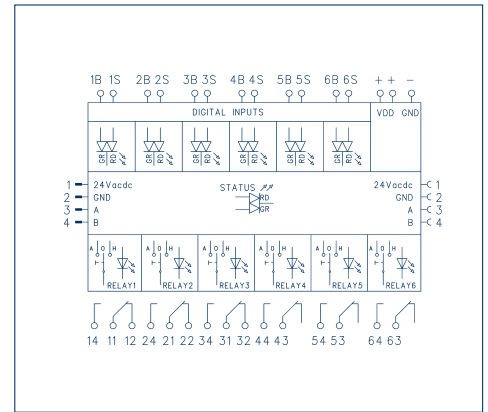 1B 1S 2B 2S 3B 3S 4B 4S 5B 5S 6B 6S + + -
DIGITAL INPUTS VDD GND
GR RD GR RD GR RD GR RD GR RD GR RD
1 24Vacdc STATUS RD 24Vacdc 1
2 GND GR GND 2
3 A A 3
4 B B 4
A O H A O H A O H A O H A O H A O H
RELAY1 RELAY2 RELAY3 RELAY4 RELAY5 RELAY6
14 11 12 24 21 22 34 31 32 44 43 54 53 64 63